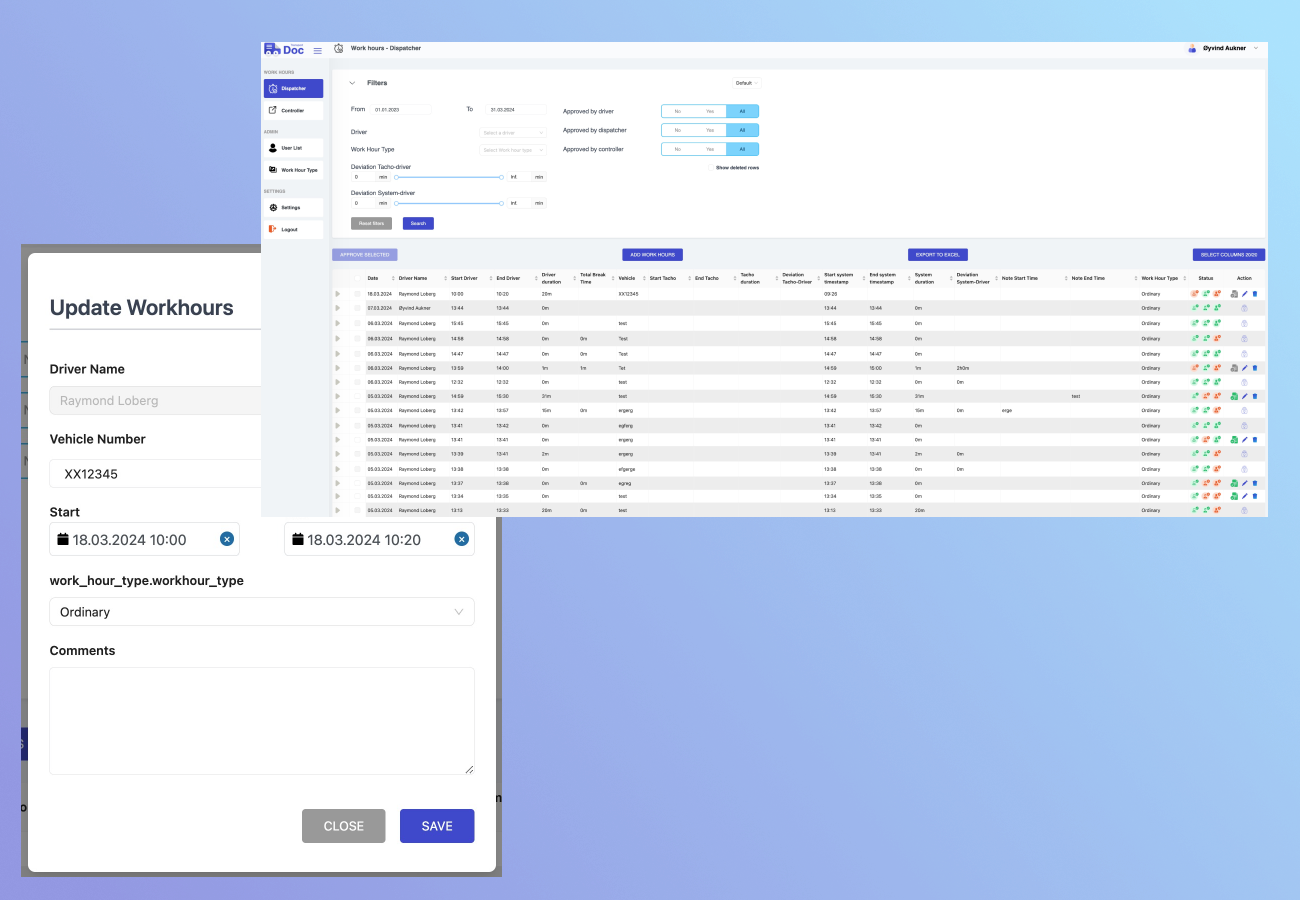 Doc
Work hours - Dispatcher
Øyvind Aukner
WORK HOURS
Dispatcher
Controller
ADMIN
User List
Work Hour Type
SETTINGS
Settings
Logout
Filters
Default
From 01.01.2023 To 31.03.2024
Driver Select a driver
Work Hour Type Select Work hour type
Deviation Tacho-driver
0 min inf. min
Deviation System-driver
0 min inf. min
Reset filters Search
Approved by driver No Yes All
Approved by dispatcher No Yes All
Approved by controller No Yes All
Show deleted rows
APPROVE SELECTED ADD WORK HOURS EXPORT TO EXCEL SELECT COLUMNS 20/20
Date Driver Name Start Driver End Driver Driver duration Total Break Time Vehicle Start Tacho End Tacho Tacho duration Deviation Tacho-Driver Start system timestamp End system timestamp System duration Deviation System-Driver Note Start Time Note End Time Work Hour Type Status Action
18.03.2024 Raymond Loberg 10:00 10:20 20m XX12345 09:26 Ordinary
07.03.2024 Øyvind Aukner 13:44 13:44 0m 13:44 13:44 0m Ordinary
06.03.2024 Raymond Loberg 15:45 15:45 0m test 15:45 15:45 0m Ordinary
06.03.2024 Raymond Loberg 14:58 14:58 0m 0m Test 14:58 14:58 0m Ordinary
06.03.2024 Raymond Loberg 14:47 14:47 0m 0m Test 14:47 14:47 0m Ordinary
06.03.2024 Raymond Loberg 13:59 14:00 1m 1m Tet 14:59 15:00 1m 2h0m Ordinary
06.03.2024 Raymond Loberg 12:32 12:32 0m test 12:32 12:32 0m 0m Ordinary
05.03.2024 Raymond Loberg 14:59 15:30 31m test 14:59 15:30 31m test Ordinary
05.03.2024 Raymond Loberg 13:42 13:57 15m 0m ergerg 13:42 13:57 15m 0m erge Ordinary
05.03.2024 Raymond Loberg 13:41 13:42 0m egferg 13:41 13:42 0m Ordinary
05.03.2024 Raymond Loberg 13:41 13:41 0m ergerg 13:41 13:41 0m 0m Ordinary
05.03.2024 Raymond Loberg 13:39 13:41 2m ergerg 13:39 13:41 2m 0m Ordinary
05.03.2024 Raymond Loberg 13:38 13:38 0m efgerge 13:38 13:38 0m 0m Ordinary
05.03.2024 Raymond Loberg 13:37 13:38 0m 0m egreg 13:37 13:38 0m Ordinary
05.03.2024 Raymond Loberg 13:34 13:35 0m test 13:34 13:35 0m Ordinary
05.03.2024 Raymond Loberg 13:13 13:33 20m 0m test 13:13 13:33 20m Ordinary
Update Workhours
Driver Name
Raymond Loberg
Vehicle Number
XX12345
Start
18.03.2024 10:00 18.03.2024 10:20
work_hour_type.workhour_type
Ordinary
Comments
CLOSE SAVE